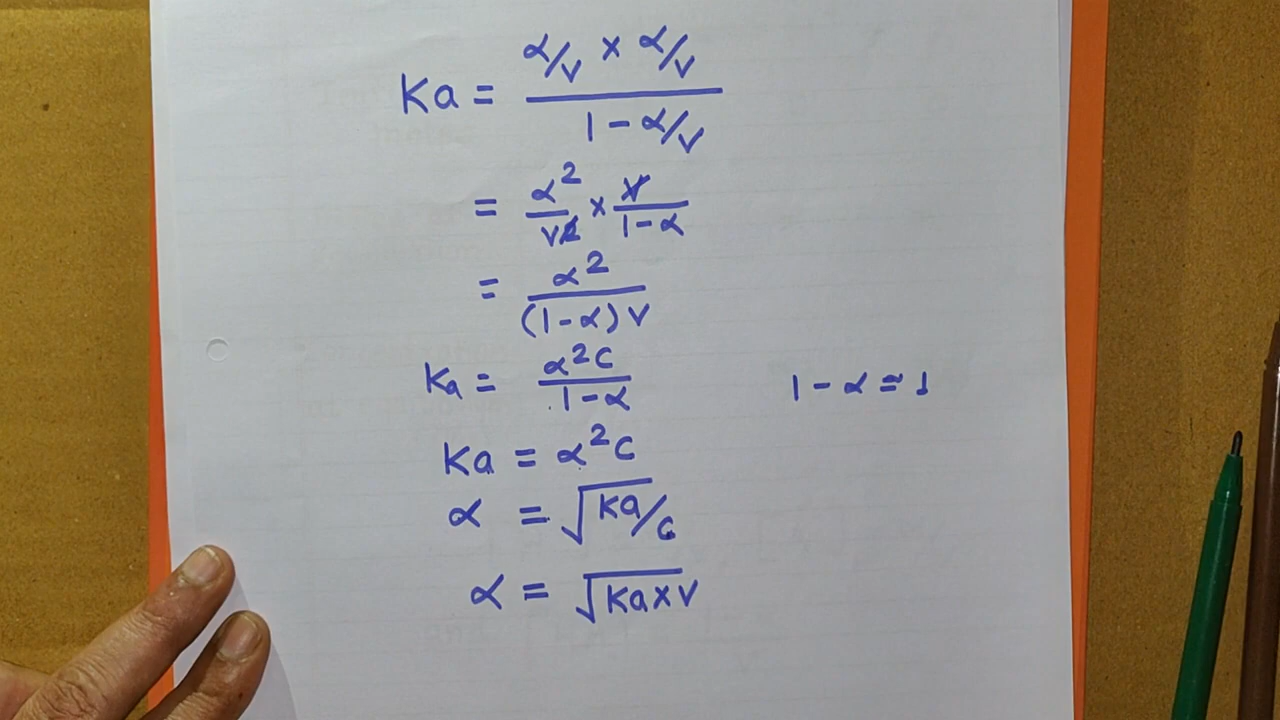 Ka = α/V × α/V / 1 - α/V
= α²/V² × V/1-α
= α²/(1-α)V
Ka = α²C/1-α 1-α=1
Ka = α²C
α = √Ka/C
α = √Ka×V